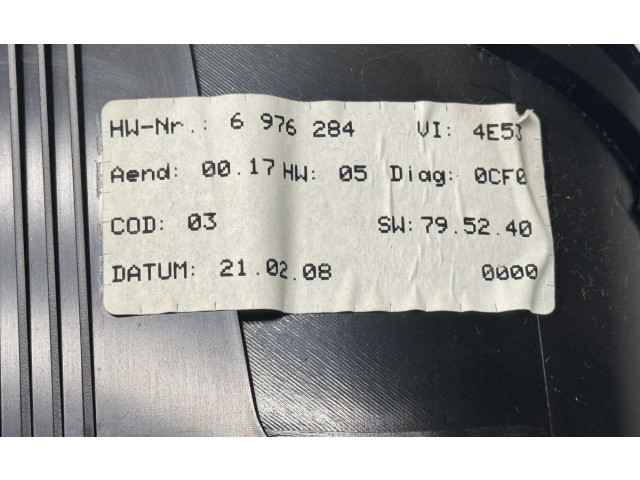 HW-Nr.: 6 976 284 VI: 4E53
Aend: 00.17 HW: 05 Diag: 0CF0
COD: 03 SW: 79.52.40
DATUM: 21.02.08 0000